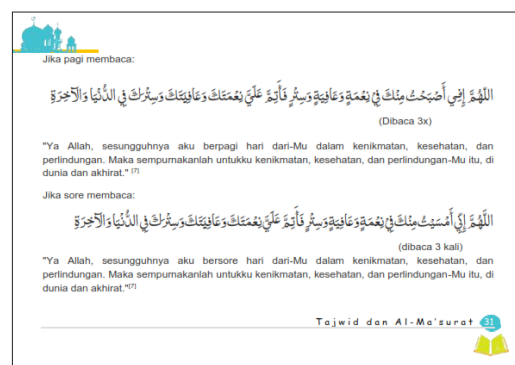 Jika pagi membaca:
اللّٰهُمَّ إِنِّي أَصْبَحْتُ مِنْكَ فِيْ نِعْمَةٍ وَعَافِيَةٍ وَسِتْرٍ فَأَتِمَّ عَلَيَّ نِعْمَتَكَ وَعَافِيَتَكَ وَسِتْرَكَ فِي الدُّنْيَا وَالْآخِرَةِ
(Dibaca 3x)
"Ya Allah, sesungguhnya aku berpagi hari dari-Mu dalam kenikmatan, kesehatan, dan
perlindungan. Maka sempurnakanlah untukku kenikmatan, kesehatan, dan perlindungan-Mu itu, di
dunia dan akhirat." [7]
Jika sore membaca:
اللّٰهُمَّ إِنِّي أَمْسَيْتُ مِنْكَ فِيْ نِعْمَةٍ وَعَافِيَةٍ وَسِتْرٍ فَأَتِمَّ عَلَيَّ نِعْمَتَكَ وَعَافِيَتَكَ وَسِتْرَكَ فِي الدُّنْيَا وَالْآخِرَةِ
(dibaca 3 kali)
"Ya Allah, sesungguhnya aku bersore hari dari-Mu dalam kenikmatan, kesehatan, dan
perlindungan. Maka sempurnakanlah untukku kenikmatan, kesehatan, dan perlindungan-Mu itu, di
dunia dan akhirat."[7]
Tajwid dan Al-Ma'surat 31